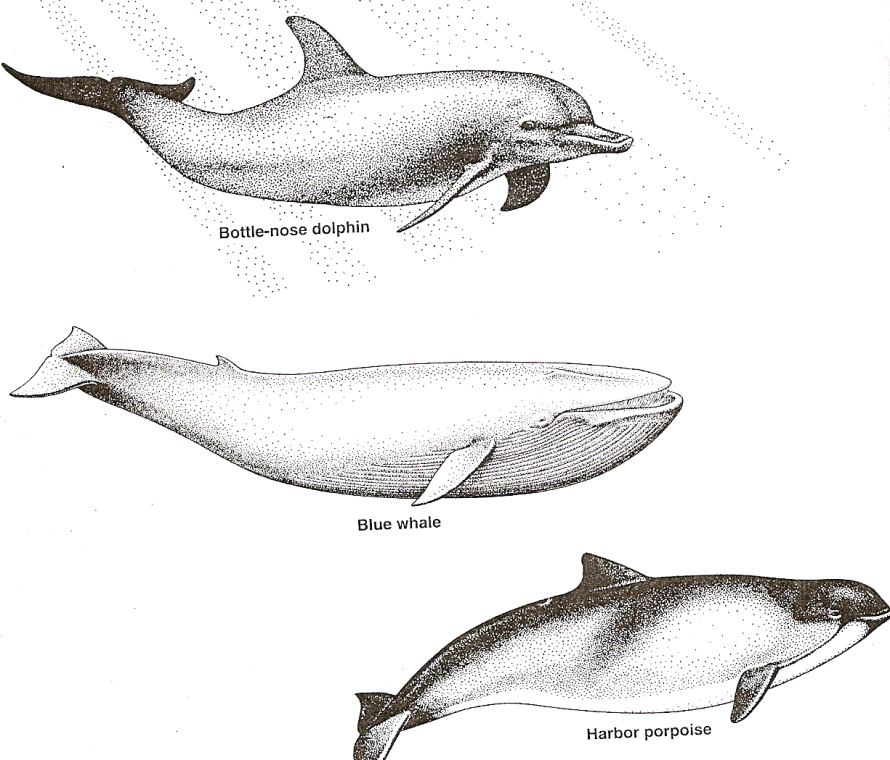 Bottle-nose dolphin
Blue whale
Harbor porpoise